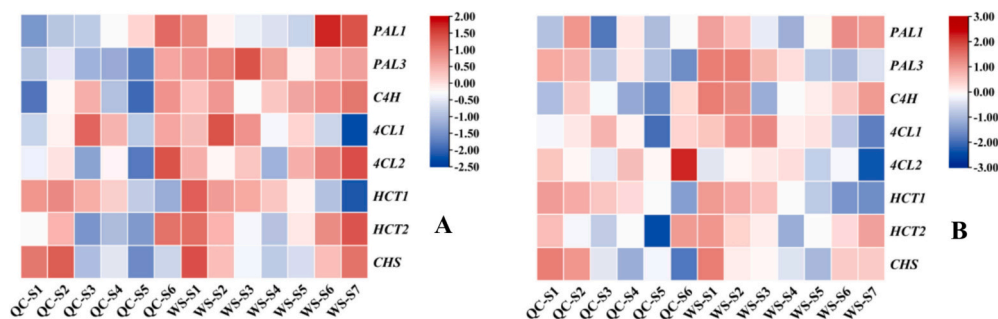 2.00
1.50
1.00
0.50
0.00
-0.50
-1.00
-1.50
-2.00
-2.50
PAL1
PAL3
C4H
4CL1
4CL2
HCT1
HCT2
CHS
A
QC-S1 QC-S2 QC-S3 QC-S4 QC-S5 QC-S6 WS-S1 WS-S2 WS-S3 WS-S4 WS-S5 WS-S6 WS-S7
3.00
2.00
1.00
0.00
-1.00
-2.00
-3.00
PAL1
PAL3
C4H
4CL1
4CL2
HCT1
HCT2
CHS
B
QC-S1 QC-S2 QC-S3 QC-S4 QC-S5 QC-S6 WS-S1 WS-S2 WS-S3 WS-S4 WS-S5 WS-S6 WS-S7